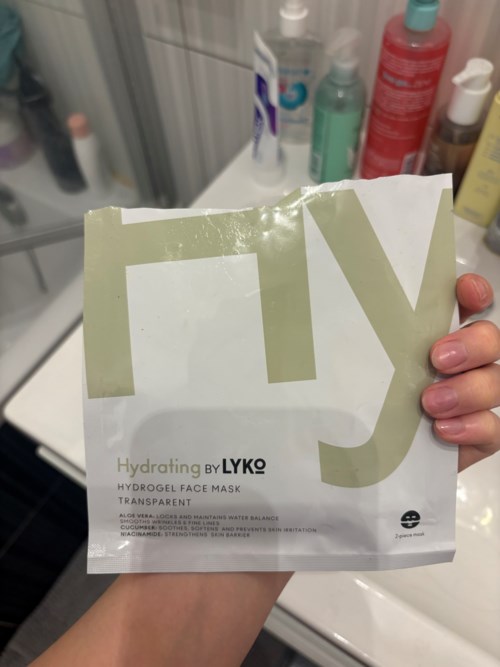 Hy
Hydrating BY LYKO
HYDROGEL FACE MASK
TRANSPARENT
ALOE VERA: LOCKS AND MAINTAINS WATER BALANCE
SMOOTHS WRINKLES & FINE LINES
CUCUMBER: SOOTHES, SOFTENS AND PREVENTS SKIN IRRITATION
NIACINAMIDE: STRENGTHENS SKIN BARRIER
2-piece mask